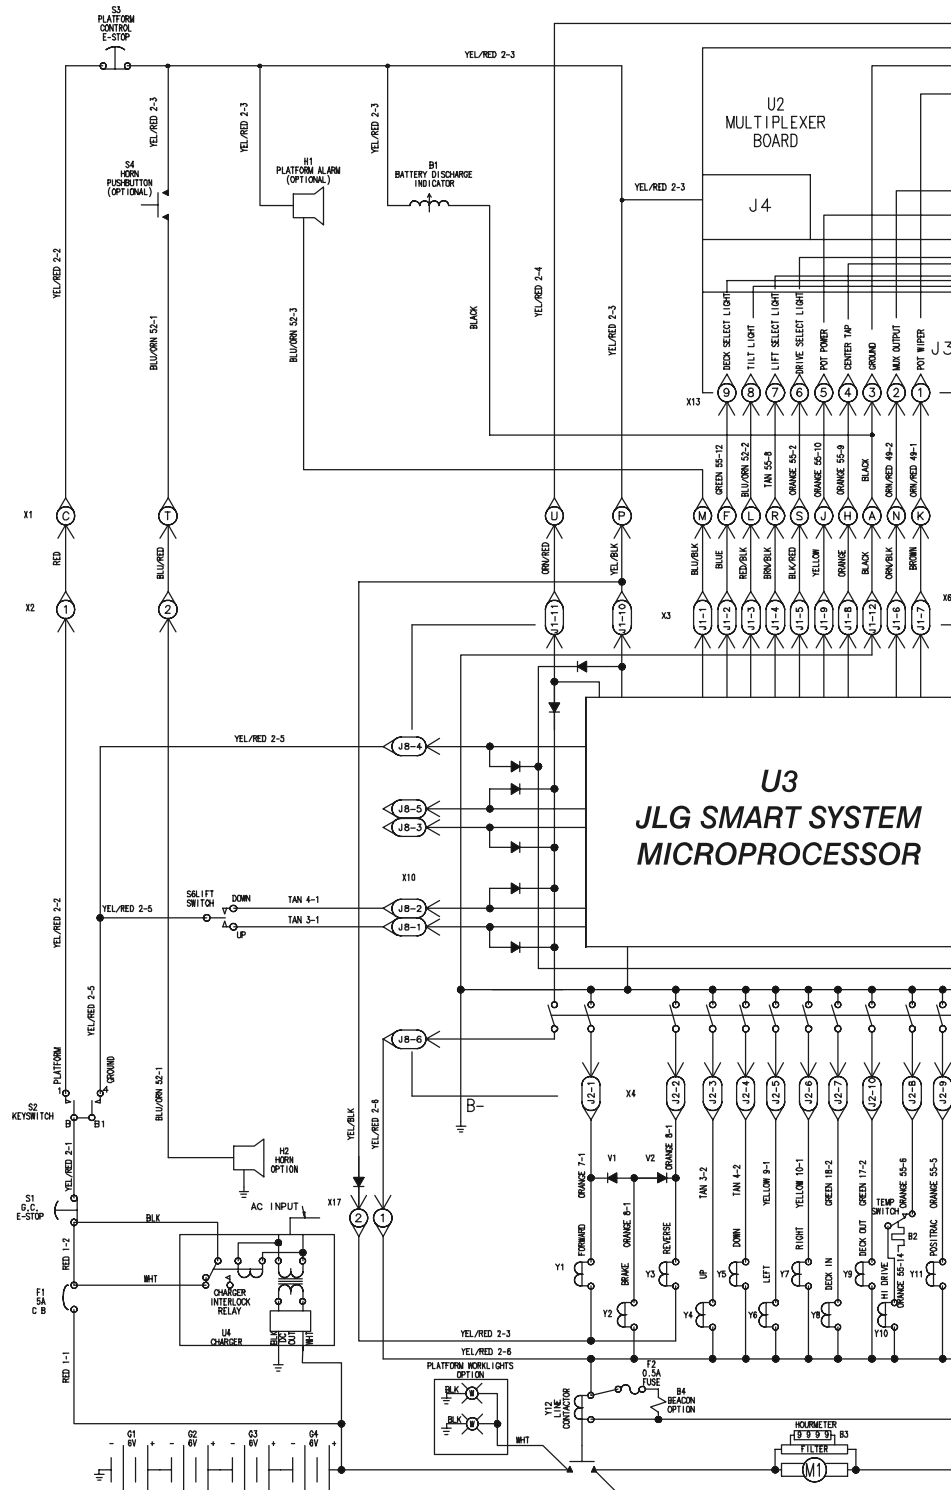 S3
PLATFORM
CONTROL
E-STOP
YEL/RED 2-3
U2
MULTIPLEXER
BOARD
J4
YEL/RED 2-3
YEL/RED 2-3
YEL/RED 2-3
YEL/RED 2-3
S4
HORN
PUSHBUTTON
(OPTIONAL)
H1
PLATFORM ALARM
(OPTIONAL)
B1
BATTERY DISCHARGE
INDICATOR
YEL/RED 2-2
BLU/ORN 52-1
BLU/ORN 52-3
BLACK
YEL/RED 2-4
YEL/RED 2-3
DECK SELECT LIGHT
TILT LIGHT
LIFT SELECT LIGHT
DRIVE SELECT LIGHT
POT POWER
CENTER TAP
GROUND
MUX OUTPUT
POT WIPER
J3
X13
9
8
7
6
5
4
3
2
1
GREEN 55-12
BLU/ORN 52-2
TAN 55-8
ORANGE 55-2
ORANGE 55-10
ORANGE 55-9
BLACK
ORN/RED 49-2
ORN/RED 49-1
X1
C
T
U
P
M
F
L
R
S
J
H
A
N
K
RED
BLU/RED
ORN/RED
YEL/BLK
BLU/BLK
BLUE
RED/BLK
BRN/BLK
BLK/RED
YELLOW
ORANGE
BLACK
ORN/BLK
BROWN
X2
1
2
J1-11
J1-10
X3
J1-1
J1-2
J1-3
J1-4
J1-5
J1-9
J1-8
J1-12
J1-6
J1-7
X6
YEL/RED 2-5
J8-4
U3
JLG SMART SYSTEM
MICROPROCESSOR
J8-5
J8-3
X10
S6LIFT
SWITCH
DOWN
TAN 4-1
J8-2
YEL/RED 2-5
UP
TAN 3-1
J8-1
YEL/RED 2-2
YEL/RED 2-5
J8-6
PLATFORM
GROUND
1
4
S2
KEYSWITCH
B
B1
BLU/ORN 52-1
YEL/BLK
YEL/RED 2-6
B-
X4
J2-1
J2-2
J2-3
J2-4
J2-5
J2-6
J2-7
J2-10
J2-8
J2-9
YEL/RED 2-1
H2
HORN
OPTION
V1
V2
ORANGE 7-1
ORANGE 8-1
ORANGE 8-1
TAN 3-2
TAN 4-2
YELLOW 9-1
YELLOW 10-1
GREEN 18-2
GREEN 17-2
ORANGE 55-6
ORANGE 55-5
S1
G.C.
E-STOP
BLK
AC INPUT
X17
2
1
TEMP
SWITCH
B2
FORWARD
BRAKE
REVERSE
UP
DOWN
LEFT
RIGHT
DECK IN
DECK OUT
HI DRIVE
ORANGE 55-14
POSITRAC
RED 1-2
F1
5A
C B
WHT
CHARGER
INTERLOCK
RELAY
U4
CHARGER
BLK
DC
OUT
WHT
Y1
Y2
Y3
Y4
Y5
Y6
Y7
Y8
Y9
Y10
Y11
YEL/RED 2-3
YEL/RED 2-6
RED 1-1
PLATFORM WORKLIGHTS
OPTION
BLK
W
BLK
W
WHT
Y12
LINE
CONTACTOR
F2
0.5A
FUSE
B4
BEACON
OPTION
G1
6V
G2
6V
G3
6V
G4
6V
- +
- +
- +
- +
HOURMETER
9 9 9 9
B3
FILTER
M1